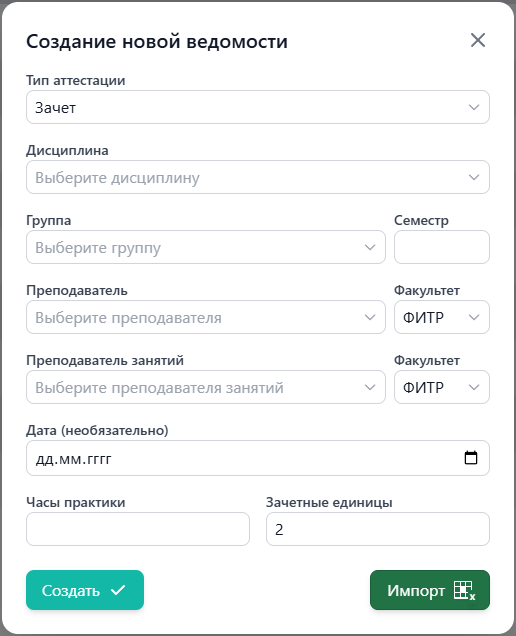 Создание новой ведомости
Тип аттестации
Зачет
Дисциплина
Выберите дисциплину
Группа Семестр
Выберите группу
Преподаватель Факультет
Выберите преподавателя ФИТР
Преподаватель занятий Факультет
Выберите преподавателя занятий ФИТР
Дата (необязательно)
дд.мм.гггг
Часы практики Зачетные единицы
2
Создать Импорт